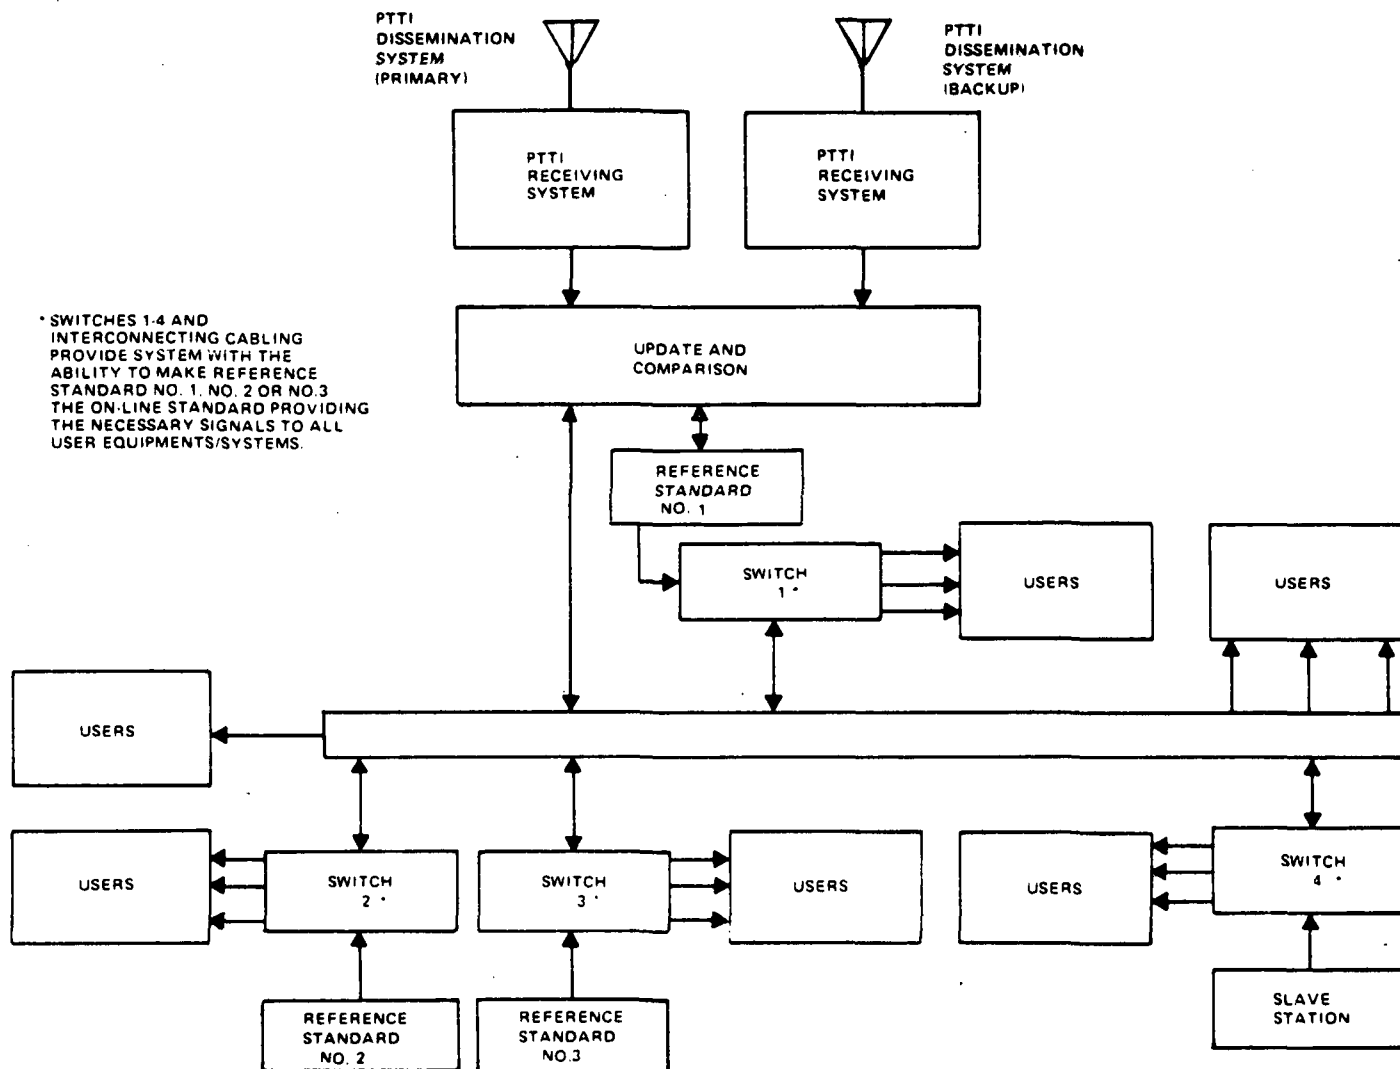 PTTI
DISSEMINATION
SYSTEM
(PRIMARY)
PTTI
DISSEMINATION
SYSTEM
(BACKUP)
PTTI
RECEIVING
SYSTEM
PTTI
RECEIVING
SYSTEM
* SWITCHES 1-4 AND
INTERCONNECTING CABLING
PROVIDE SYSTEM WITH THE
ABILITY TO MAKE REFERENCE
STANDARD NO. 1, NO. 2 OR NO.3
THE ON-LINE STANDARD PROVIDING
THE NECESSARY SIGNALS TO ALL
USER EQUIPMENTS/SYSTEMS.
UPDATE AND
COMPARISON
REFERENCE
STANDARD
NO. 1
SWITCH
1 *
USERS
USERS
USERS
USERS
SWITCH
2 *
SWITCH
3 *
USERS
USERS
SWITCH
4 *
REFERENCE
STANDARD
NO. 2
REFERENCE
STANDARD
NO.3
SLAVE
STATION